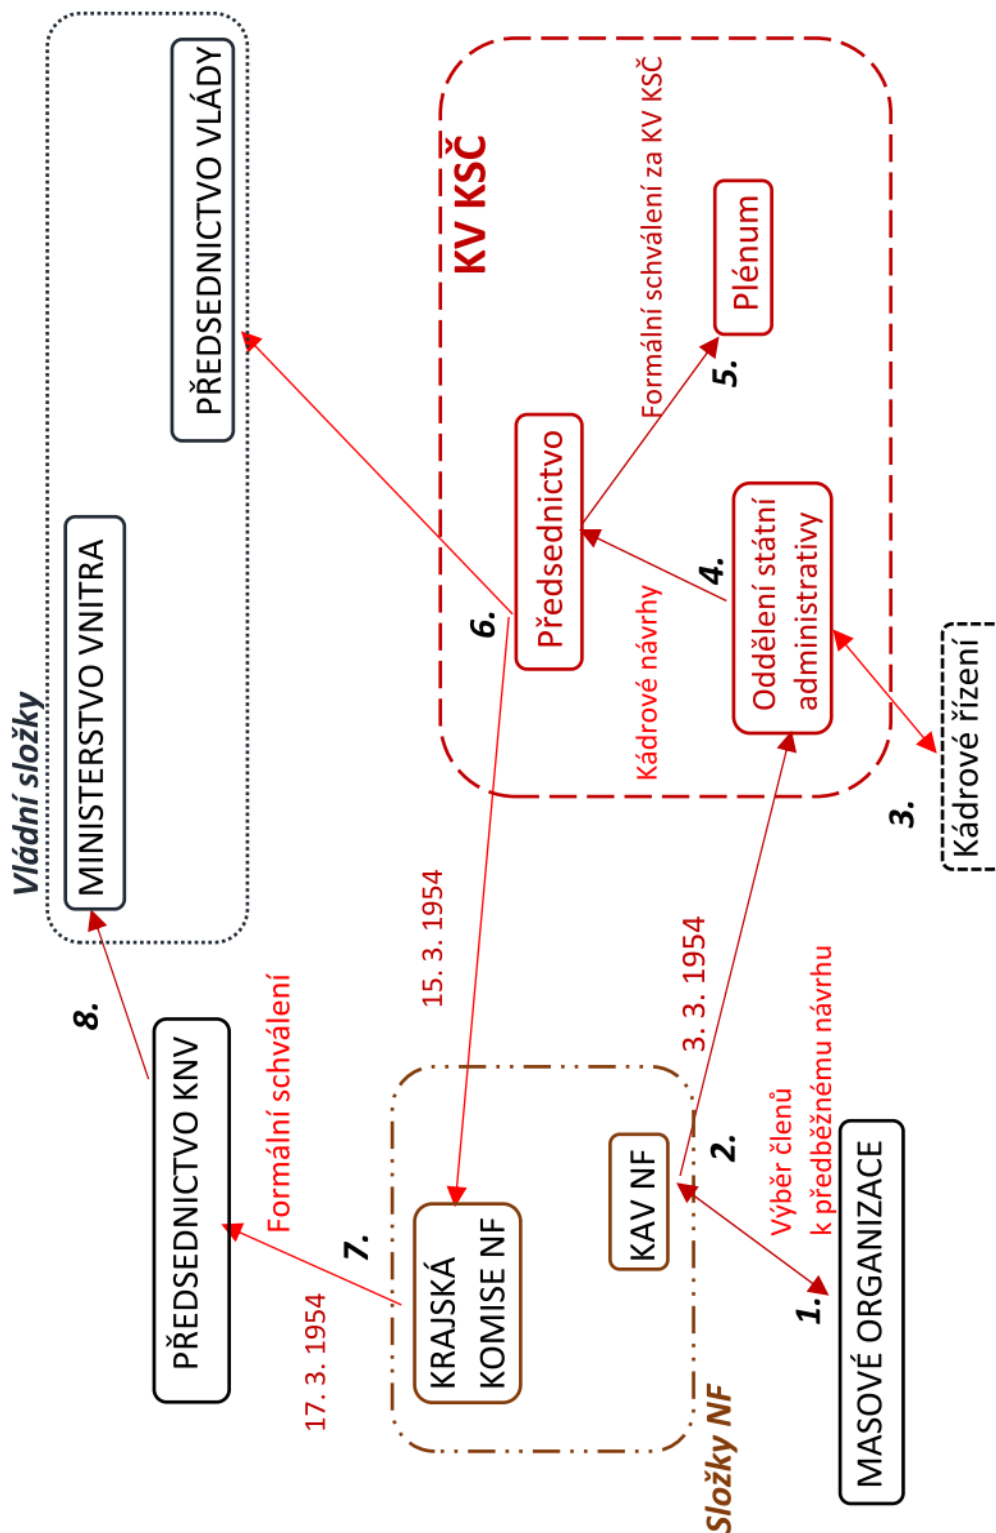 Vládní složky
MINISTERSTVO VNITRA
PŘEDSEDNICTVO VLÁDY
8.
PŘEDSEDNICTVO KNV
Formální schválení
17. 3. 1954
7.
15. 3. 1954
6.
KV KSČ
KRAJSKÁ
KOMISE NF
Předsednictvo
Formální schválení za KV KSČ
KAV NF
Kádrové návrhy
4.
5.
Plénum
Složky NF
2.
3. 3. 1954
Oddělení státní
administrativy
Výběr členů
k předběžnému návrhu
1.
MASOVÉ ORGANIZACE
3.
Kádrové řízení